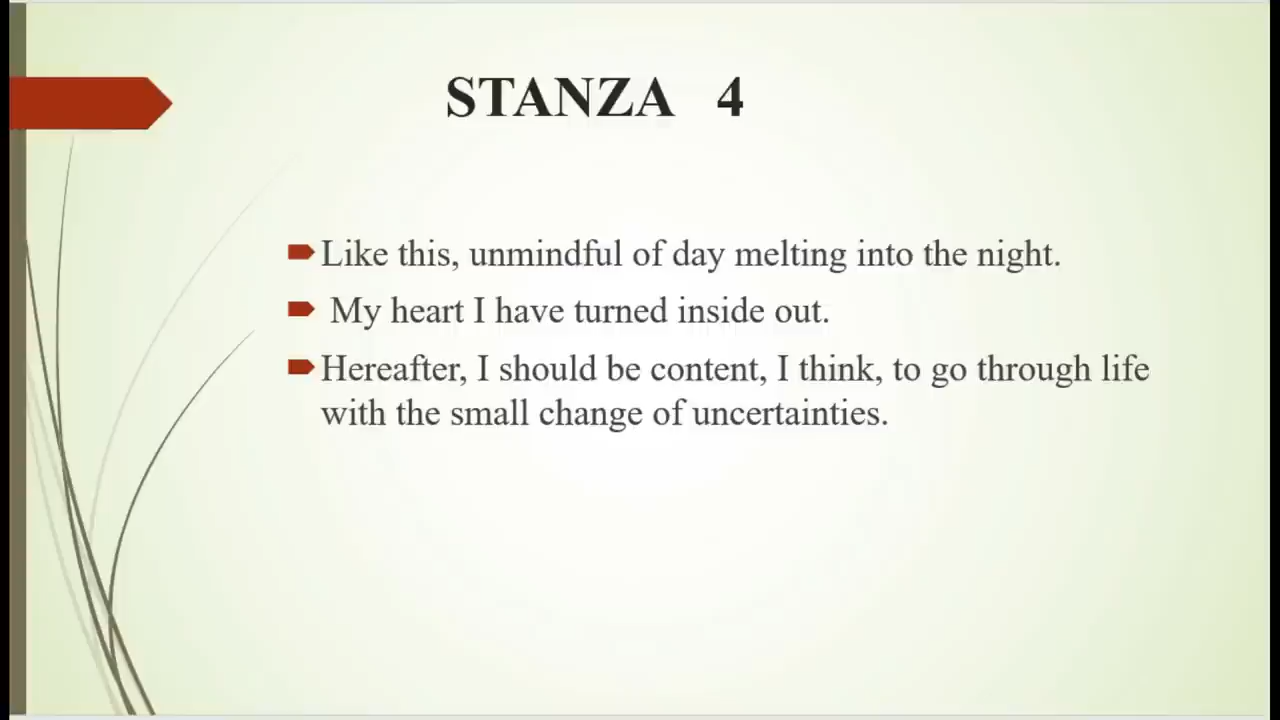 STANZA 4
Like this, unmindful of day melting into the night.
My heart I have turned inside out.
Hereafter, I should be content, I think, to go through life
with the small change of uncertainties.